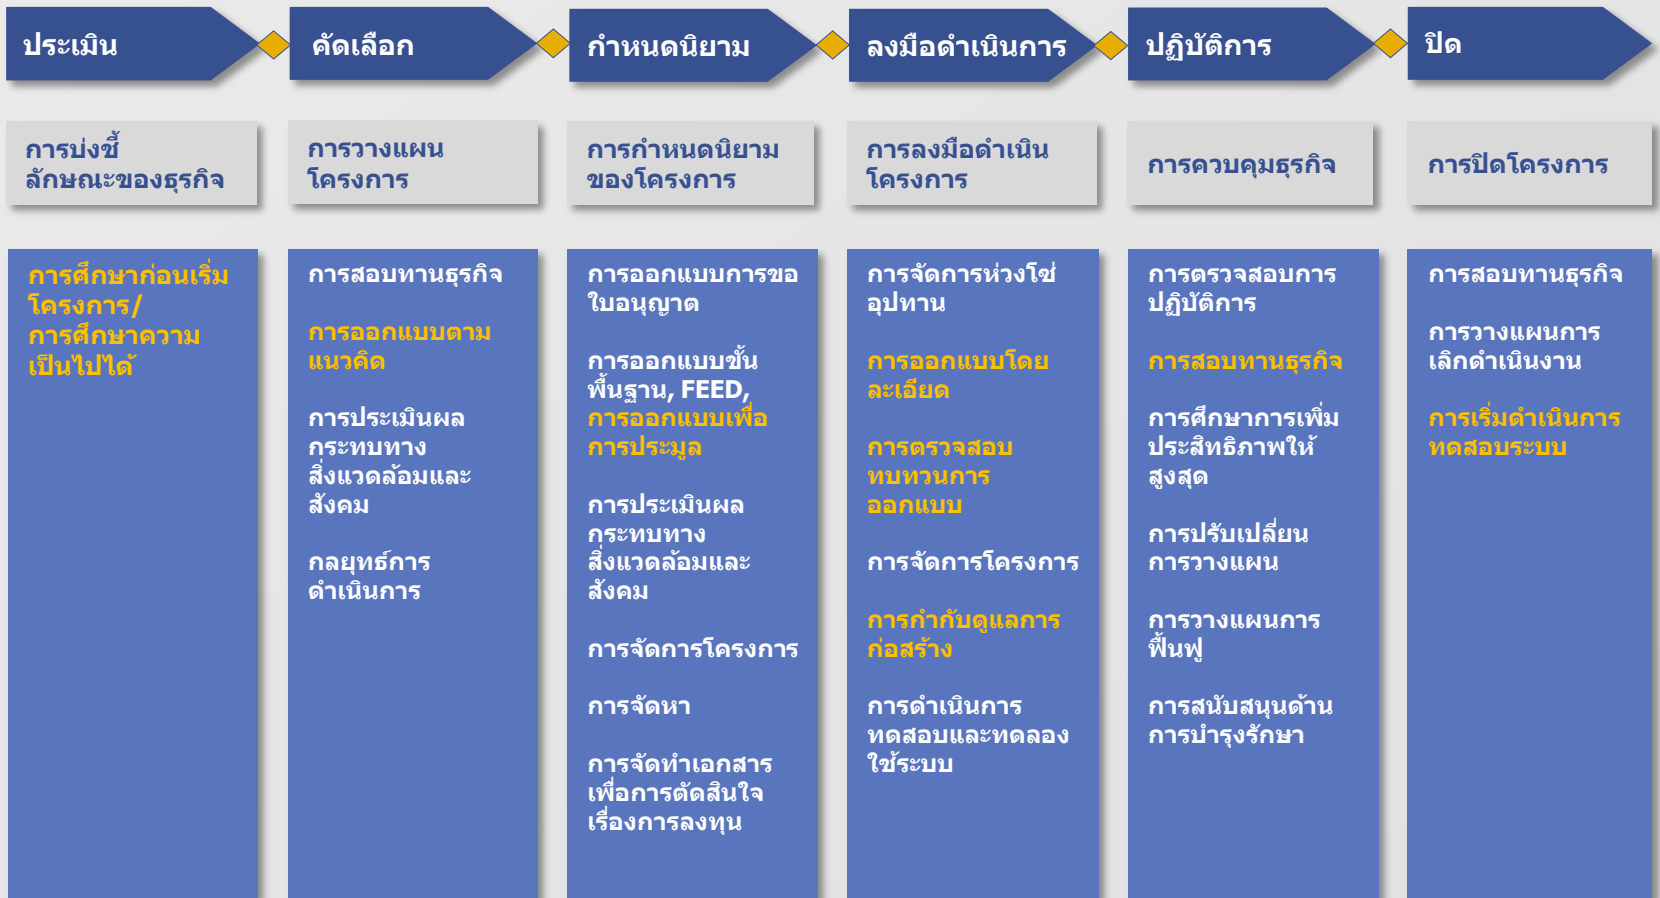 ประเมิน
คัดเลือก
กำหนดนิยาม
ลงมือดำเนินการ
ปฏิบัติการ
ปิด
การบ่งชี้
ลักษณะของธุรกิจ
การวางแผน
โครงการ
การกำหนดนิยาม
ของโครงการ
การลงมือดำเนิน
โครงการ
การควบคุมธุรกิจ
การปิดโครงการ
การศึกษาก่อนเริ่ม
โครงการ/
การศึกษาความ
เป็นไปได้
การสอบทานธุรกิจ
การออกแบบตาม
แนวคิด
การประเมินผล
กระทบทาง
สิ่งแวดล้อมและ
สังคม
กลยุทธ์การ
ดำเนินการ
การออกแบบการขอ
ใบอนุญาต
การออกแบบขั้น
พื้นฐาน, FEED,
การออกแบบเพื่อ
การประมูล
การประเมินผล
กระทบทาง
สิ่งแวดล้อมและ
สังคม
การจัดการโครงการ
การจัดหา
การจัดทำเอกสาร
เพื่อการตัดสินใจ
เรื่องการลงทุน
การจัดการห่วงโซ่
อุปทาน
การออกแบบโดย
ละเอียด
การตรวจสอบ
ทบทวนการ
ออกแบบ
การจัดการโครงการ
การกำกับดูแลการ
ก่อสร้าง
การดำเนินการ
ทดสอบและทดลอง
ใช้ระบบ
การตรวจสอบการ
ปฏิบัติการ
การสอบทานธุรกิจ
การศึกษาการเพิ่ม
ประสิทธิภาพให้
สูงสุด
การปรับเปลี่ยน
การวางแผน
การวางแผนการ
ฟื้นฟู
การสนับสนุนด้าน
การบำรุงรักษา
การสอบทานธุรกิจ
การวางแผนการ
เลิกดำเนินงาน
การเริ่มดำเนินการ
ทดสอบระบบ